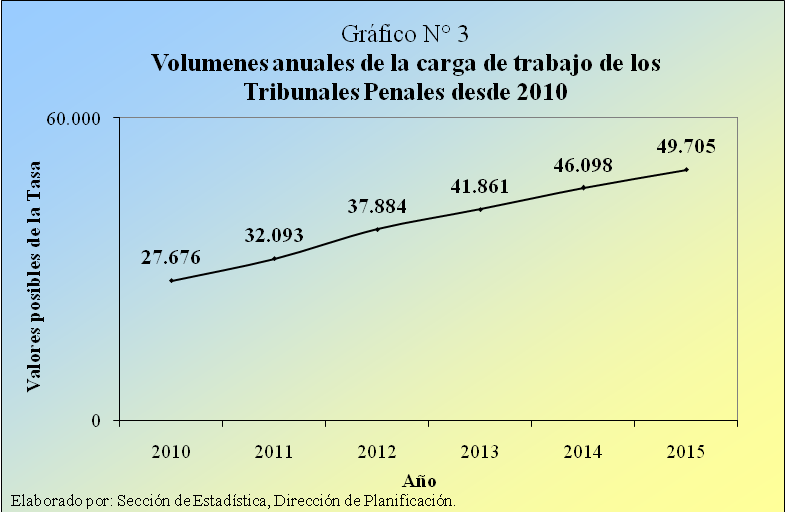 Gráfico N° 3
Volumenes anuales de la carga de trabajo de los
Tribunales Penales desde 2010
Valores posibles de la Tasa
60.000
0
27.676
32.093
37.884
41.861
46.098
49.705
2010 2011 2012 2013 2014 2015
Año
Elaborado por: Sección de Estadística, Dirección de Planificación.